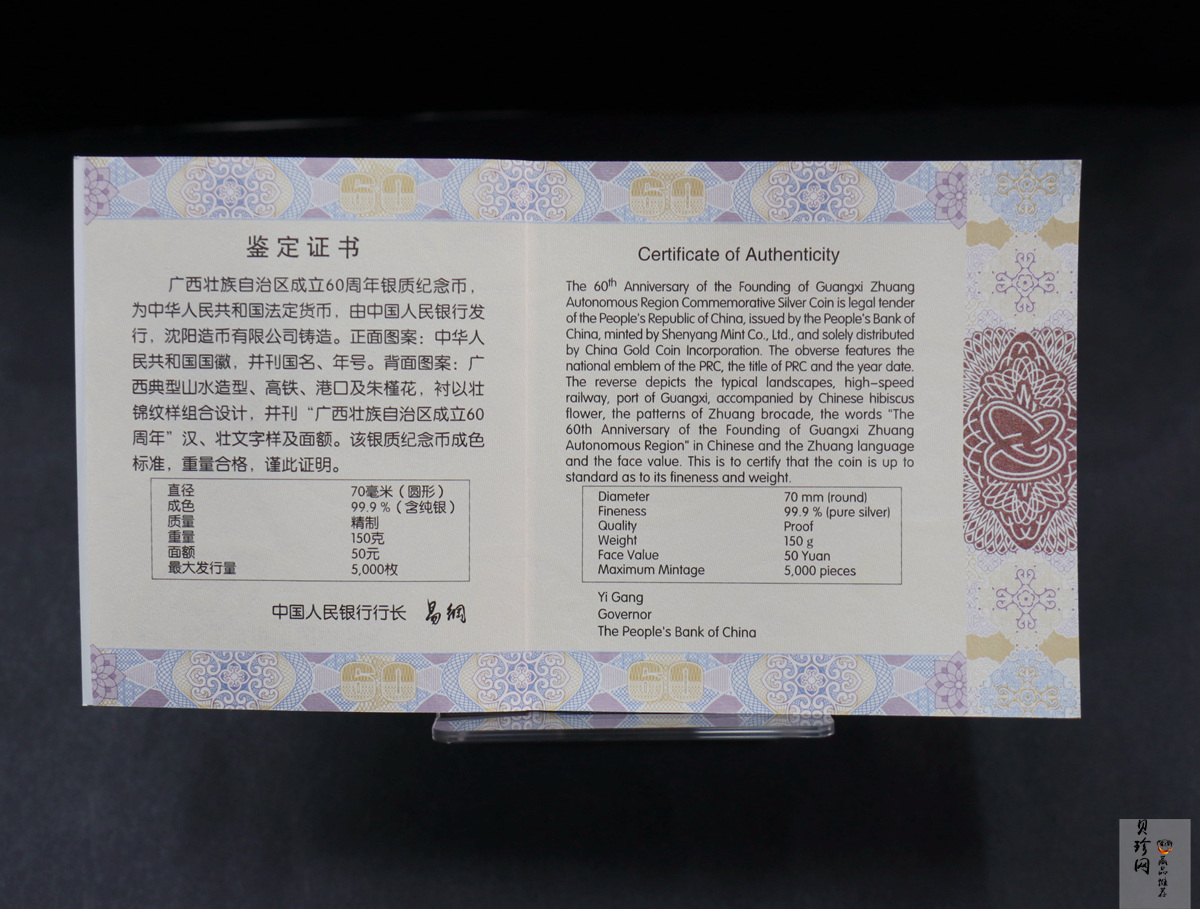 鉴定证书
广西壮族自治区成立60周年银质纪念币，
为中华人民共和国法定货币，由中国人民银行发
行，沈阳造币有限公司铸造。正面图案：中华人
民共和国国徽，并刊国名、年号。背面图案：广
西典型山水造型、高铁、港口及朱槿花，衬以壮
锦纹样组合设计，并刊“广西壮族自治区成立60
周年”汉、壮文字样及面额。该银质纪念币成色
标准，重量合格，谨此证明。
直径 70毫米（圆形）
成色 99.9％（含纯银）
质量 精制
重量 150克
面额 50元
最大发行量 5,000枚
中国人民银行行长 易纲
Certificate of Authenticity
The 60th Anniversary of the Founding of Guangxi Zhuang
Autonomous Region Commemorative Silver Coin is legal tender
of the People's Republic of China, issued by the People's Bank of
China, minted by Shenyang Mint Co., Ltd., and solely distributed
by China Gold Coin Incorporation. The obverse features the
national emblem of the PRC, the title of PRC and the year date.
The reverse depicts the typical landscapes, high-speed
railway, port of Guangxi, accompanied by Chinese hibiscus
flower, the patterns of Zhuang brocade, the words "The
60th Anniversary of the Founding of Guangxi Zhuang
Autonomous Region" in Chinese and the Zhuang language
and the face value. This is to certify that the coin is up to
standard as to its fineness and weight.
Diameter 70 mm (round)
Fineness 99.9 % (pure silver)
Quality Proof
Weight 150 g
Face Value 50 Yuan
Maximum Mintage 5,000 pieces
Yi Gang
Governor
The People's Bank of China
60 60
60 60
贝珍网
藏品推荐